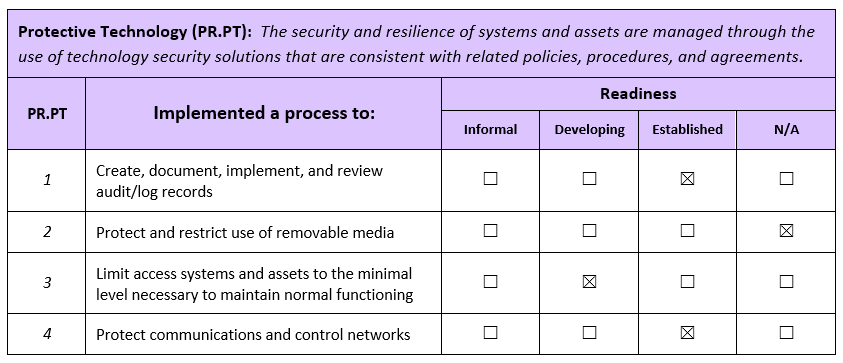 Protective Technology (PR.PT): The security and resilience of systems and assets are managed through the
use of technology security solutions that are consistent with related policies, procedures, and agreements.
PR.PT
Implemented a process to:
Readiness
Informal
Developing
Established
N/A
1
Create, document, implement, and review
audit/log records
☐ ☐ ☒ ☐
2
Protect and restrict use of removable media
☐ ☐ ☐ ☒
3
Limit access systems and assets to the minimal
level necessary to maintain normal functioning
☐ ☒ ☐ ☐
4
Protect communications and control networks
☐ ☐ ☒ ☐